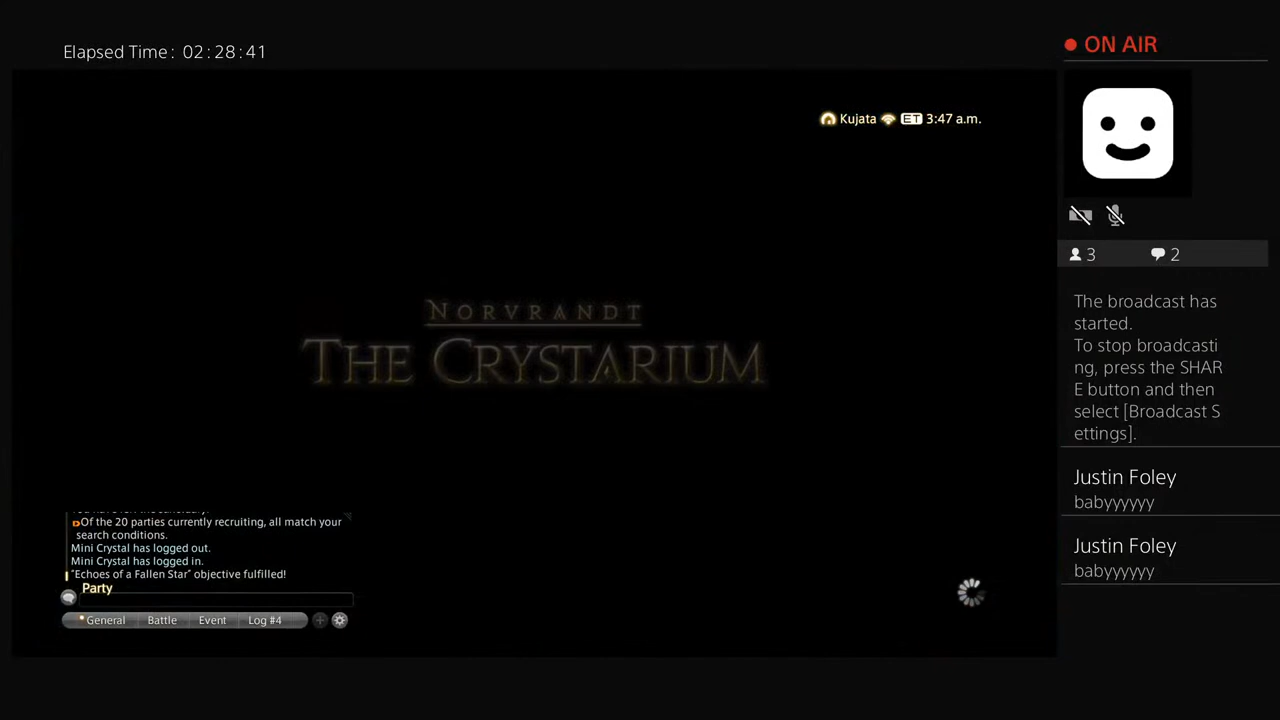 Elapsed Time: 02:28:41
ON AIR
Kujata ET 3:47 a.m.
3 2
NORVRANDT
THE CRYSTARIUM
The broadcast has
started.
To stop broadcasti
ng, press the SHAR
E button and then
select [Broadcast S
ettings].
Justin Foley
babyyyyyy
Justin Foley
babyyyyyy
Of the 20 parties currently recruiting, all match your
search conditions.
Mini Crystal has logged out.
Mini Crystal has logged in.
"Echoes of a Fallen Star" objective fulfilled!
Party
General Battle Event Log #4